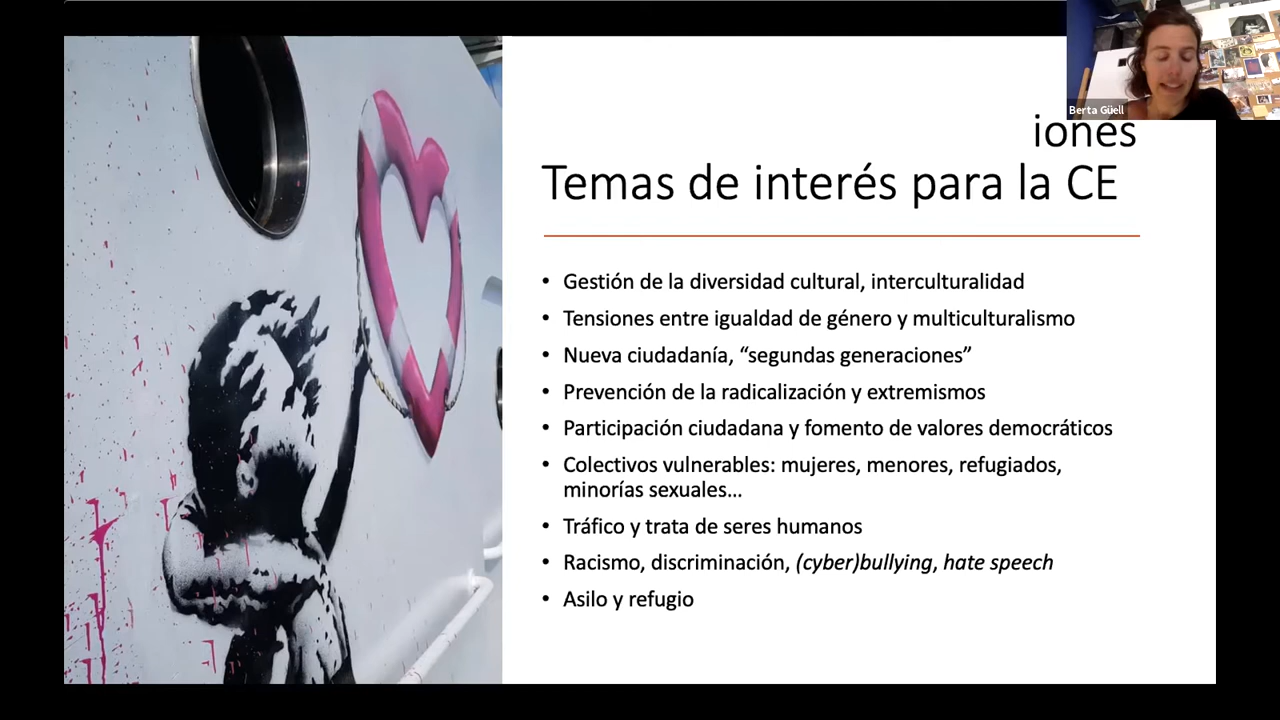 Berta Güell
iones
Temas de interés para la CE
• Gestión de la diversidad cultural, interculturalidad
• Tensiones entre igualdad de género y multiculturalismo
• Nueva ciudadanía, “segundas generaciones”
• Prevención de la radicalización y extremismos
• Participación ciudadana y fomento de valores democráticos
• Colectivos vulnerables: mujeres, menores, refugiados,
minorías sexuales…
• Tráfico y trata de seres humanos
• Racismo, discriminación, (cyber)bullying, hate speech
• Asilo y refugio